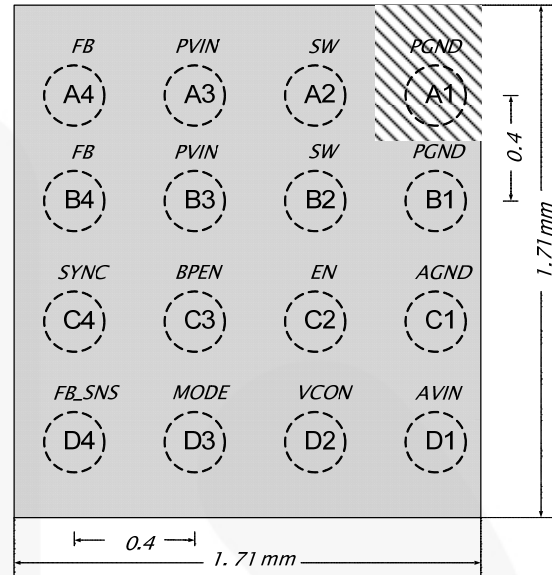 FB PVIN SW PGND
A4 A3 A2 A1
FB PVIN SW PGND
B4 B3 B2 B1
0.4
SYNC BPEN EN AGND
C4 C3 C2 C1
1.71 mm
FB_SNS MODE VCON AVIN
D4 D3 D2 D1
0.4
1.71 mm